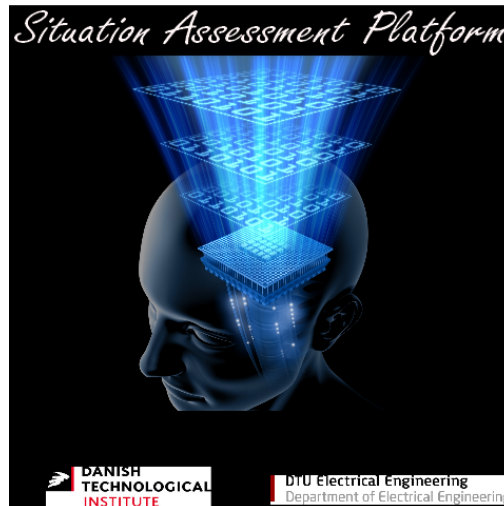 Situation Assessment Platform
DANISH
TECHNOLOGICAL
INSTITUTE
DTU Electrical Engineering
Department of Electrical Engineering